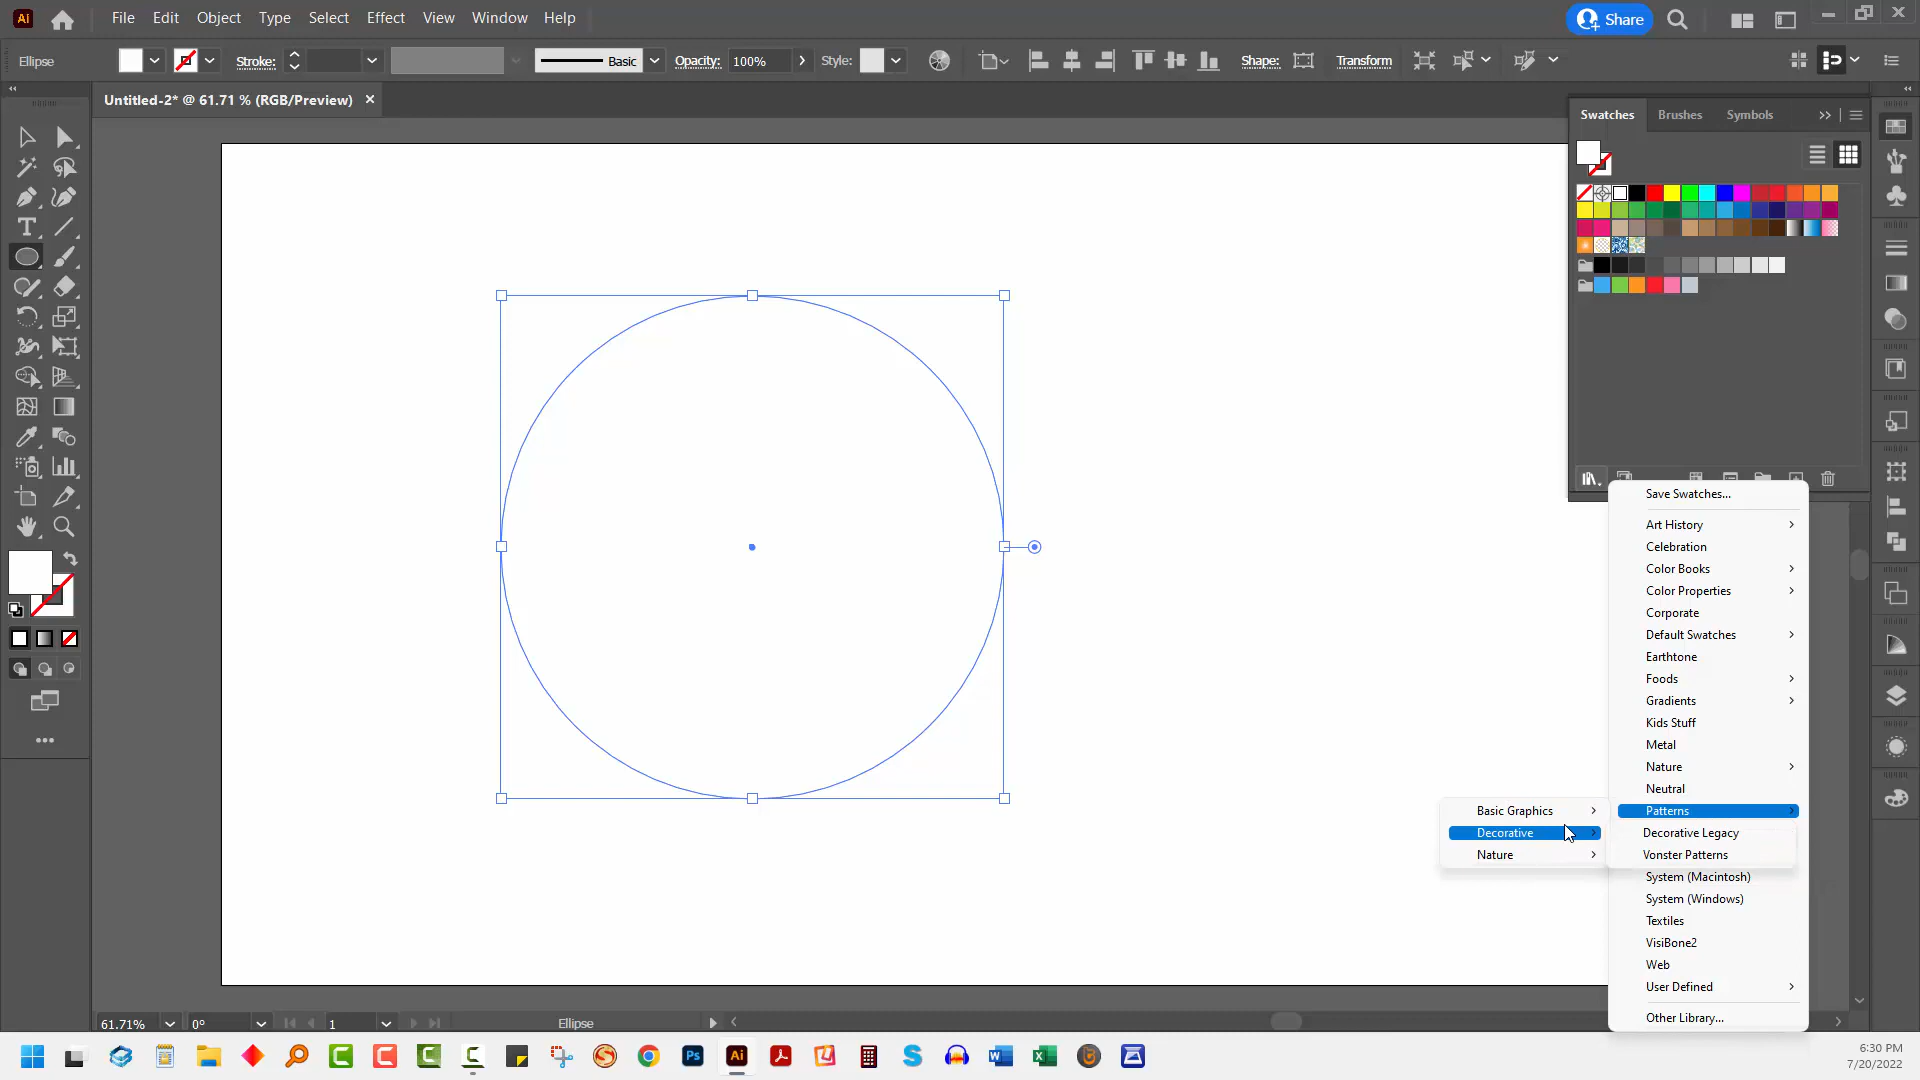 Ai File Edit Object Type Select Effect View Window Help Share
Ellipse Stroke: Basic Opacity: 100% Style: Shape: Transform
Untitled-2* @ 61.71 % (RGB/Preview)
Swatches Brushes Symbols
Save Swatches...
Art History
Celebration
Color Books
Color Properties
Corporate
Default Swatches
Earthtone
Foods
Gradients
Kids Stuff
Metal
Nature
Neutral
Basic Graphics Patterns
Decorative Decorative Legacy
Nature Vonster Patterns
System (Macintosh)
System (Windows)
Textiles
VisiBone2
Web
User Defined
Other Library...
61.71% 0° 1 Ellipse
Ps Ai
6:30 PM
7/20/2022